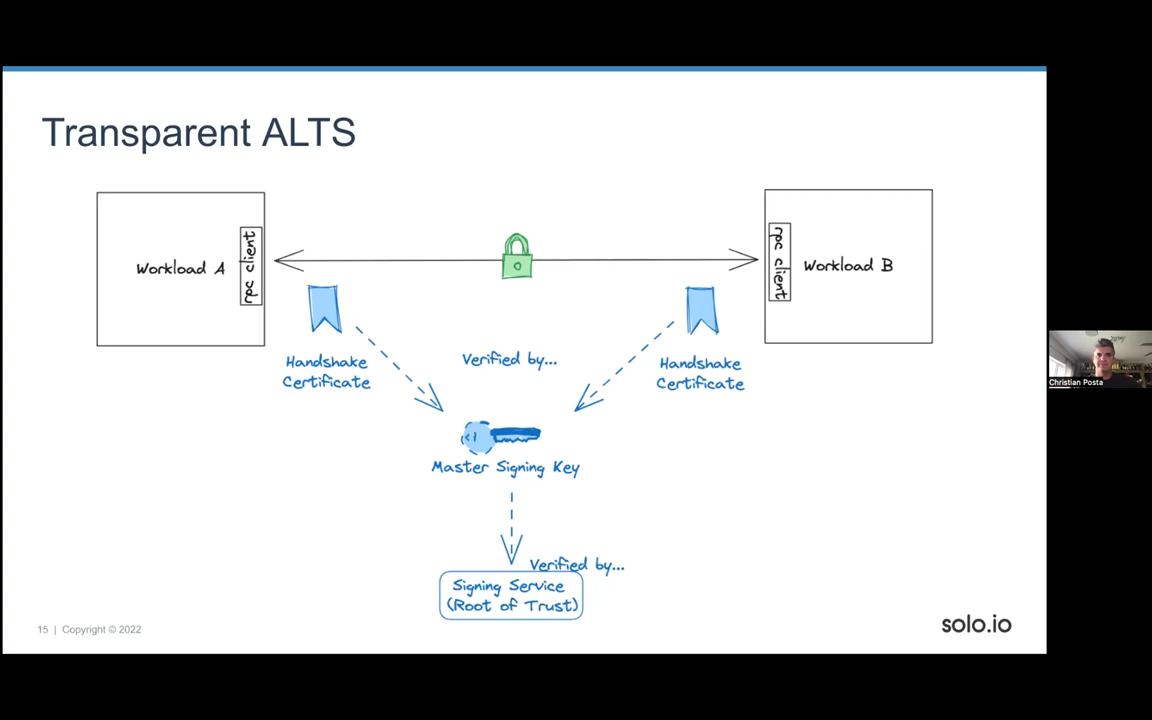 Transparent ALTS
Workload A
rpc client
rpc client
Workload B
Handshake
Certificate
Verified by...
Handshake
Certificate
Master Signing Key
Verified by...
Signing Service
(Root of Trust)
15 | Copyright © 2022
solo.io
Christian Posta